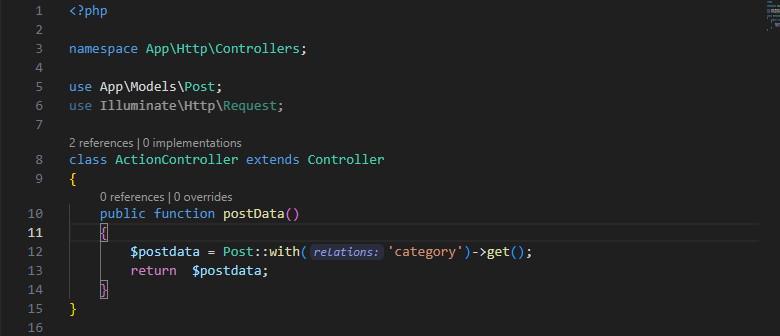 1 <?php
2
3 namespace App\Http\Controllers;
4
5 use App\Models\Post;
6 use Illuminate\Http\Request;
7
2 references | 0 implementations
8 class ActionController extends Controller
9 {
0 references | 0 overrides
10 public function postData()
11 {
12 $postdata = Post::with(relations: 'category')->get();
13 return  $postdata;
14 }
15 }
16